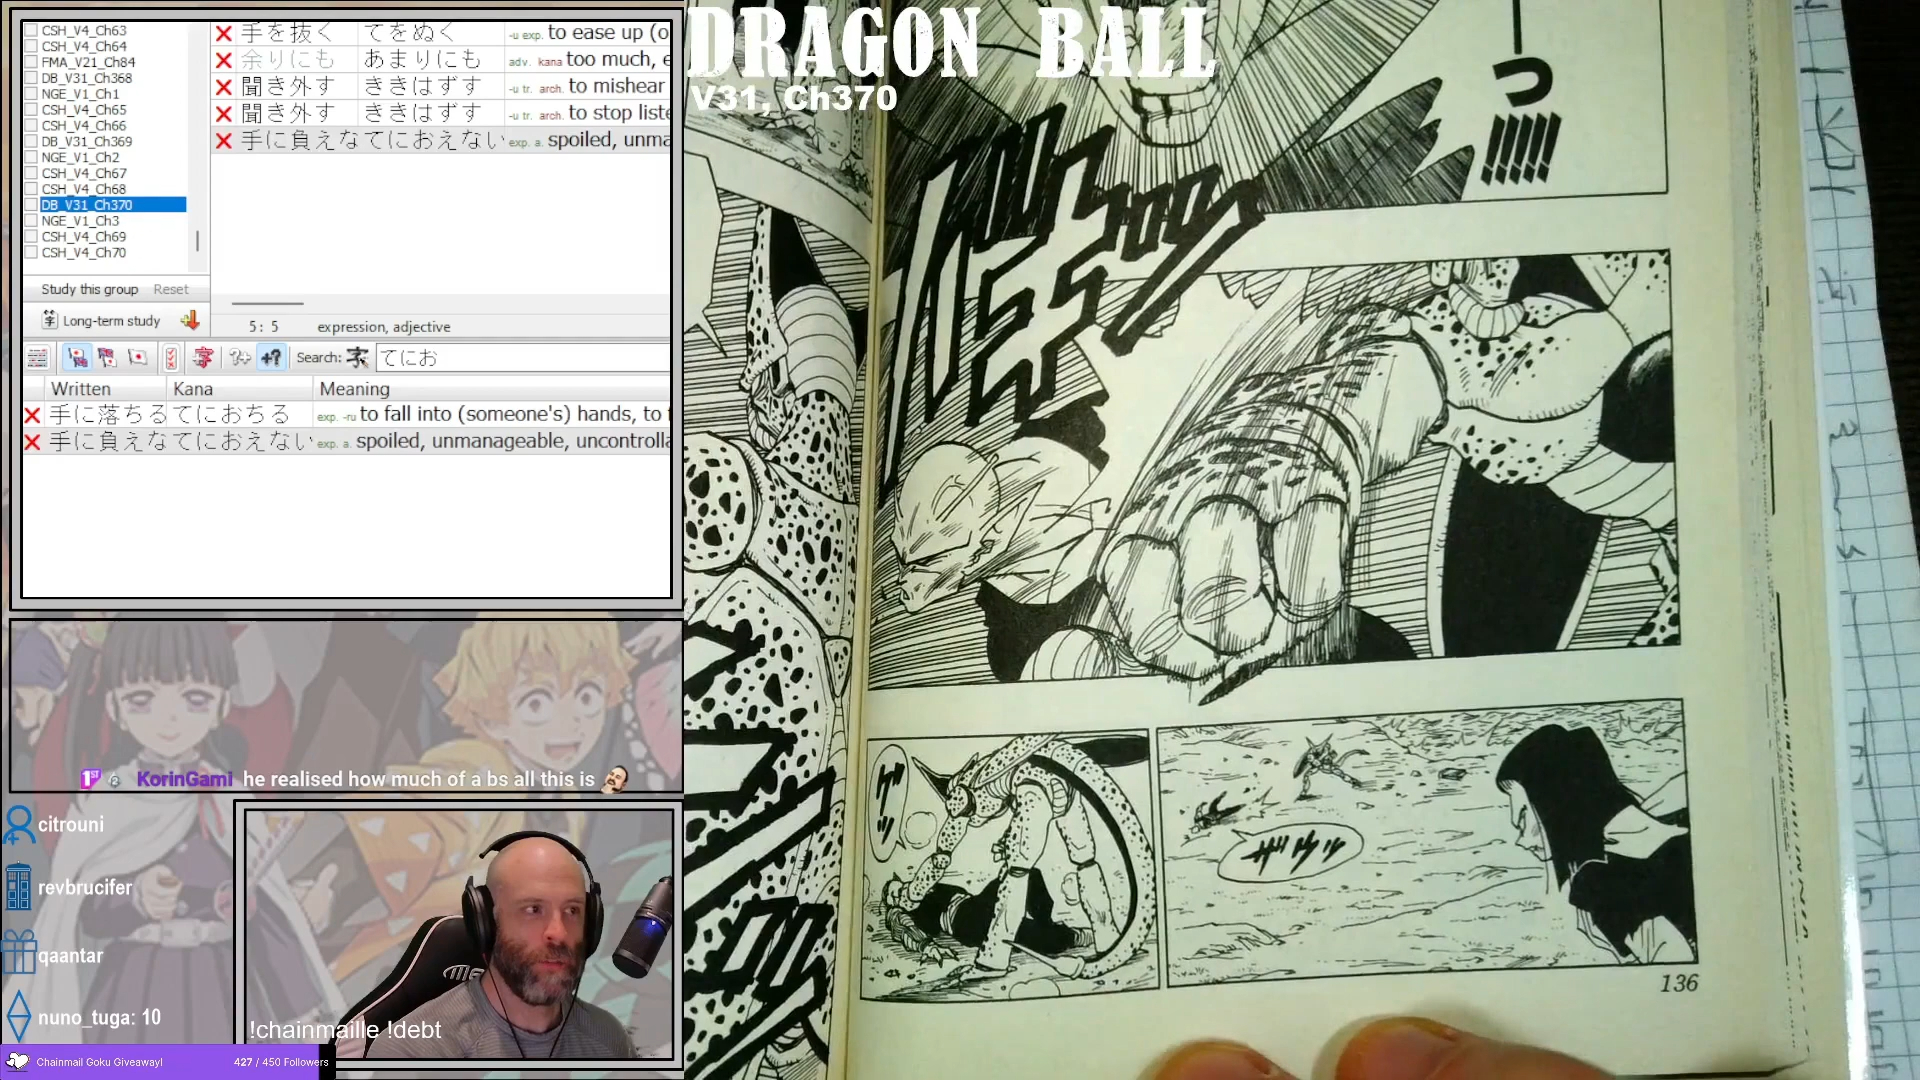 CSH_V4_Ch63
CSH_V4_Ch64
FMA_V21_Ch84
DB_V31_Ch368
NGE_V1_Ch1
CSH_V4_Ch65
CSH_V4_Ch66
DB_V31_Ch369
NGE_V1_Ch2
CSH_V4_Ch67
CSH_V4_Ch68
DB_V31_Ch370
NGE_V1_Ch3
CSH_V4_Ch69
CSH_V4_Ch70
Study this group Reset
Long-term study
手を抜く てをぬく -u exp. to ease up (o
余りにも あまりにも adv. kana too much, e
聞き外す ききはずす -u tr. arch. to mishear
聞き外す ききはずす -u tr. arch. to stop liste
手に負えな てにおえない exp. a. spoiled, unma
5: 5 expression, adjective
Search: てにお
Written Kana Meaning
手に落ちる てにおちる exp. -ru to fall into (someone's) hands, to
手に負えな てにおえない exp. a. spoiled, unmanageable, uncontrolla
KorinGami he realised how much of a bs all this is
citrouni
revbrucifer
qaantar
nuno_tuga: 10
!chainmaille !debt
Chainmail Goku Giveaway! 427 / 450 Followers
DRAGON BALL
V31, Ch370
っ
136